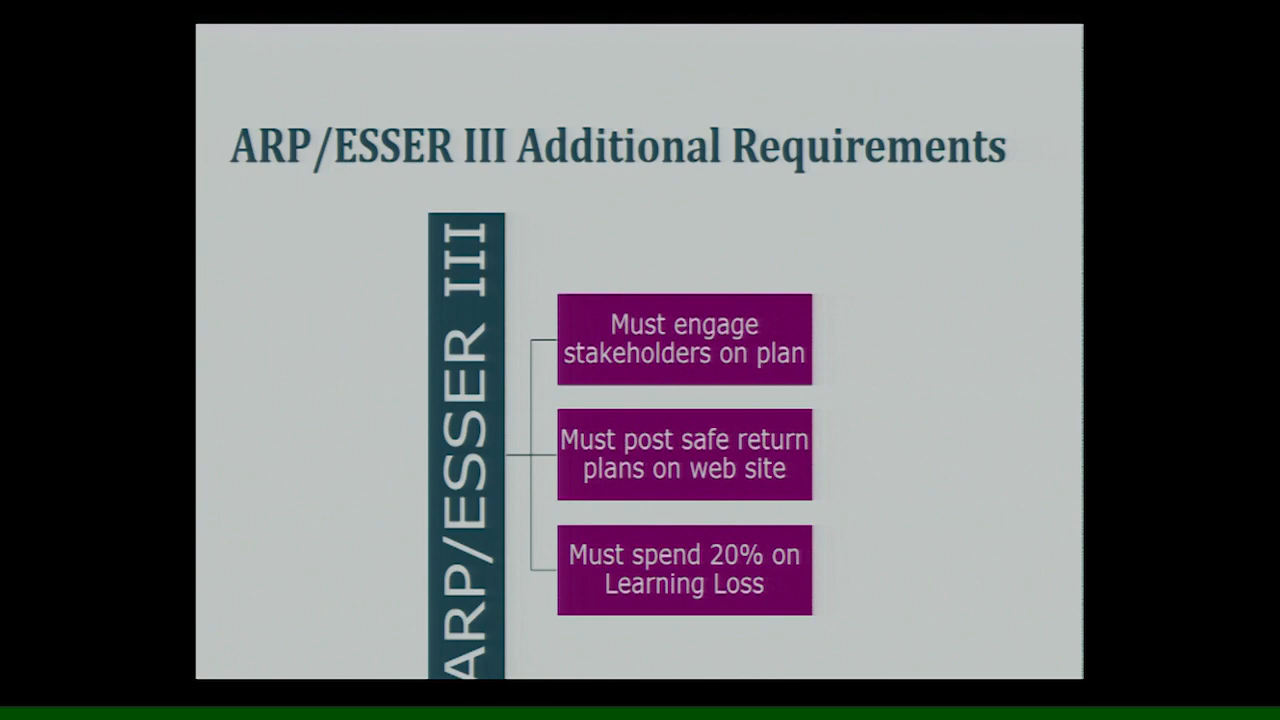 ARP/ESSER III Additional Requirements
ARP/ESSER III
Must engage
stakeholders on plan
Must post safe return
plans on web site
Must spend 20% on
Learning Loss